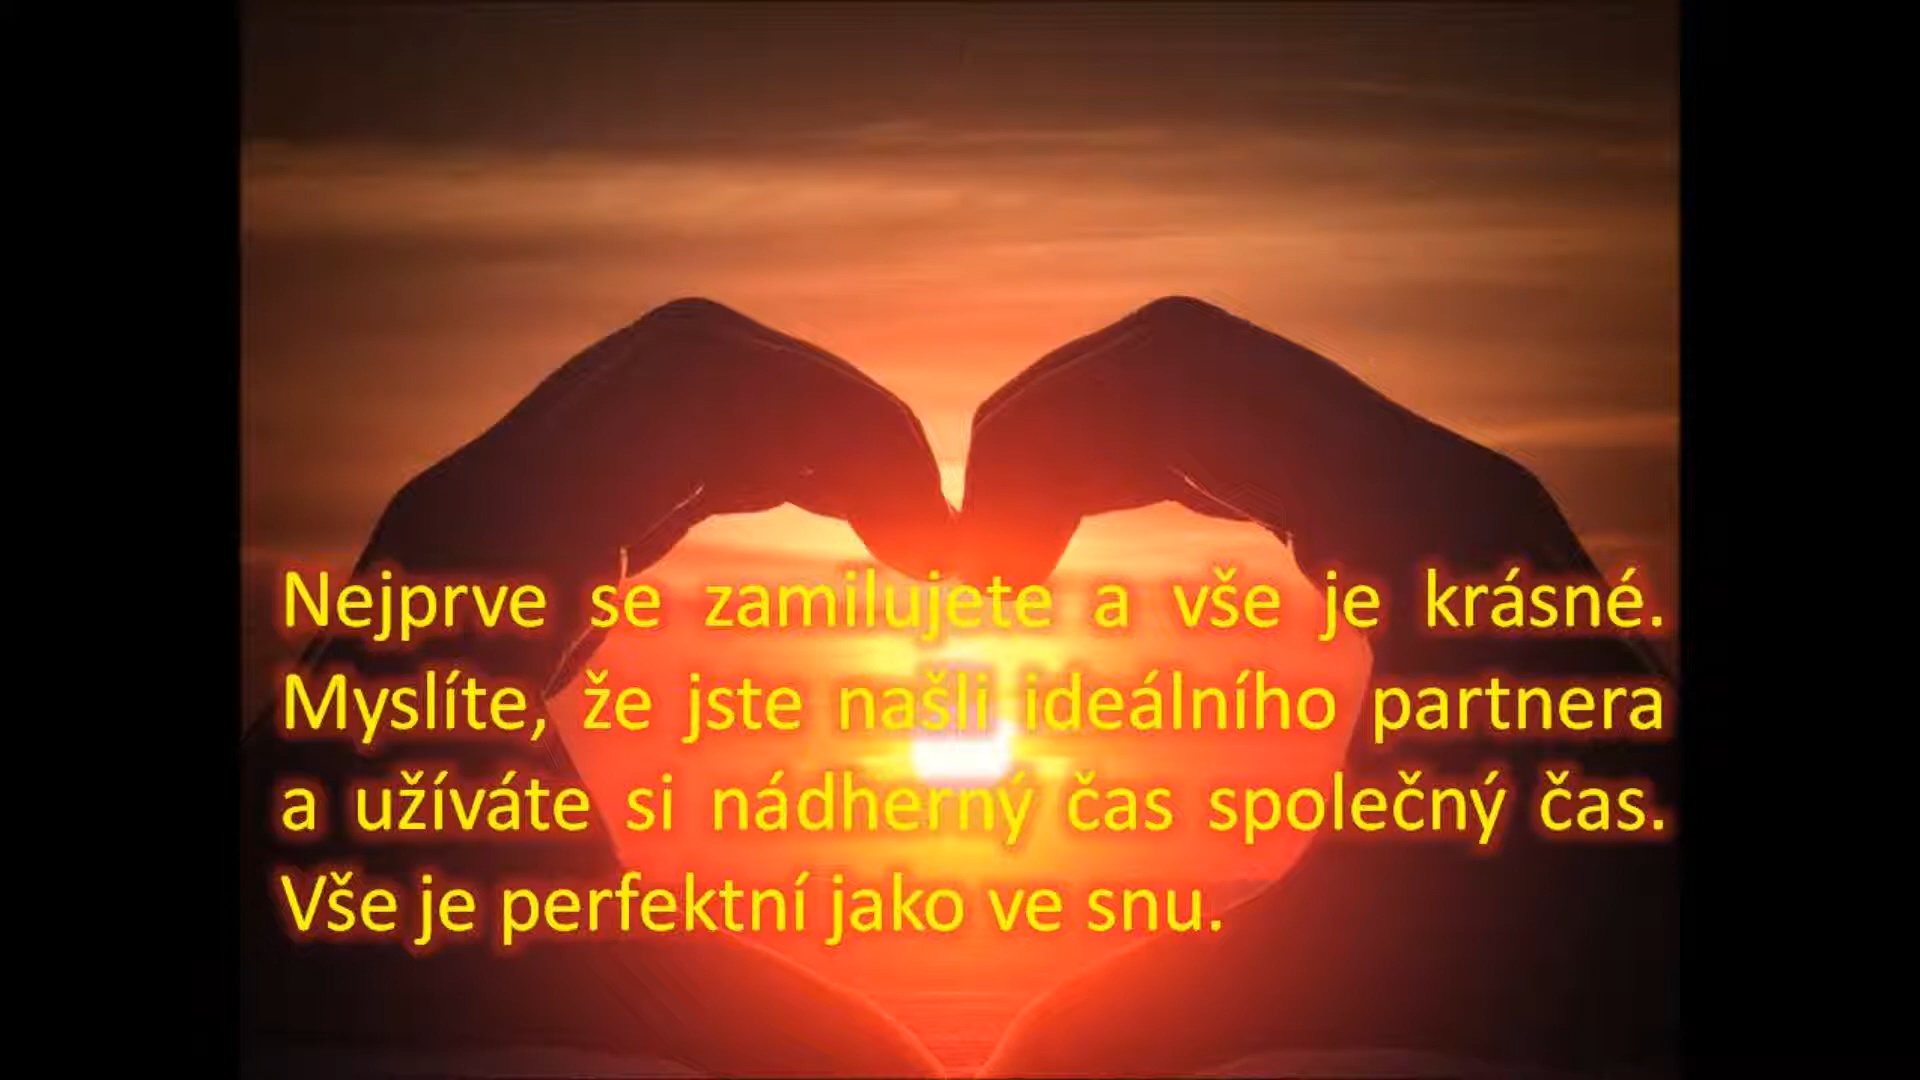 Nejprve se zamilujete a vše je krásné.
Myslíte, že jste našli ideálního partnera
a užíváte si nádherný čas společný čas.
Vše je perfektní jako ve snu.